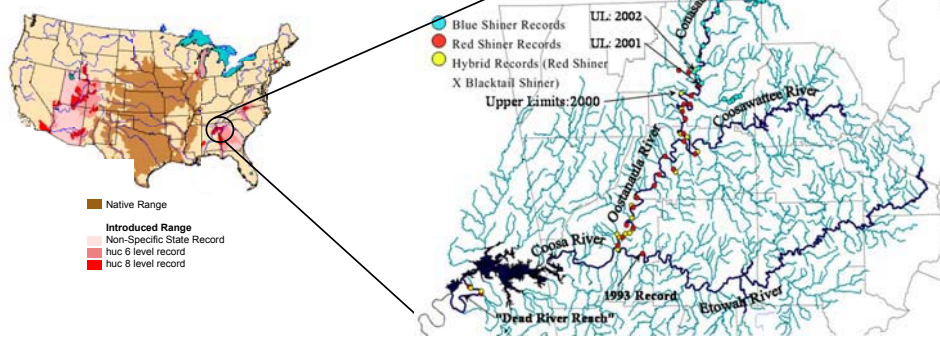 Native Range
Introduced Range
Non-Specific State Record
huc 6 level record
huc 8 level record
Blue Shiner Records
Red Shiner Records
Hybrid Records (Red Shiner
X Blacktail Shiner)
UL: 2002
UL: 2001
Upper Limits:2000
Coosawattee River
Oostanaula River
Coosa River
1993 Record
Etowah River
"Dead River Reach"